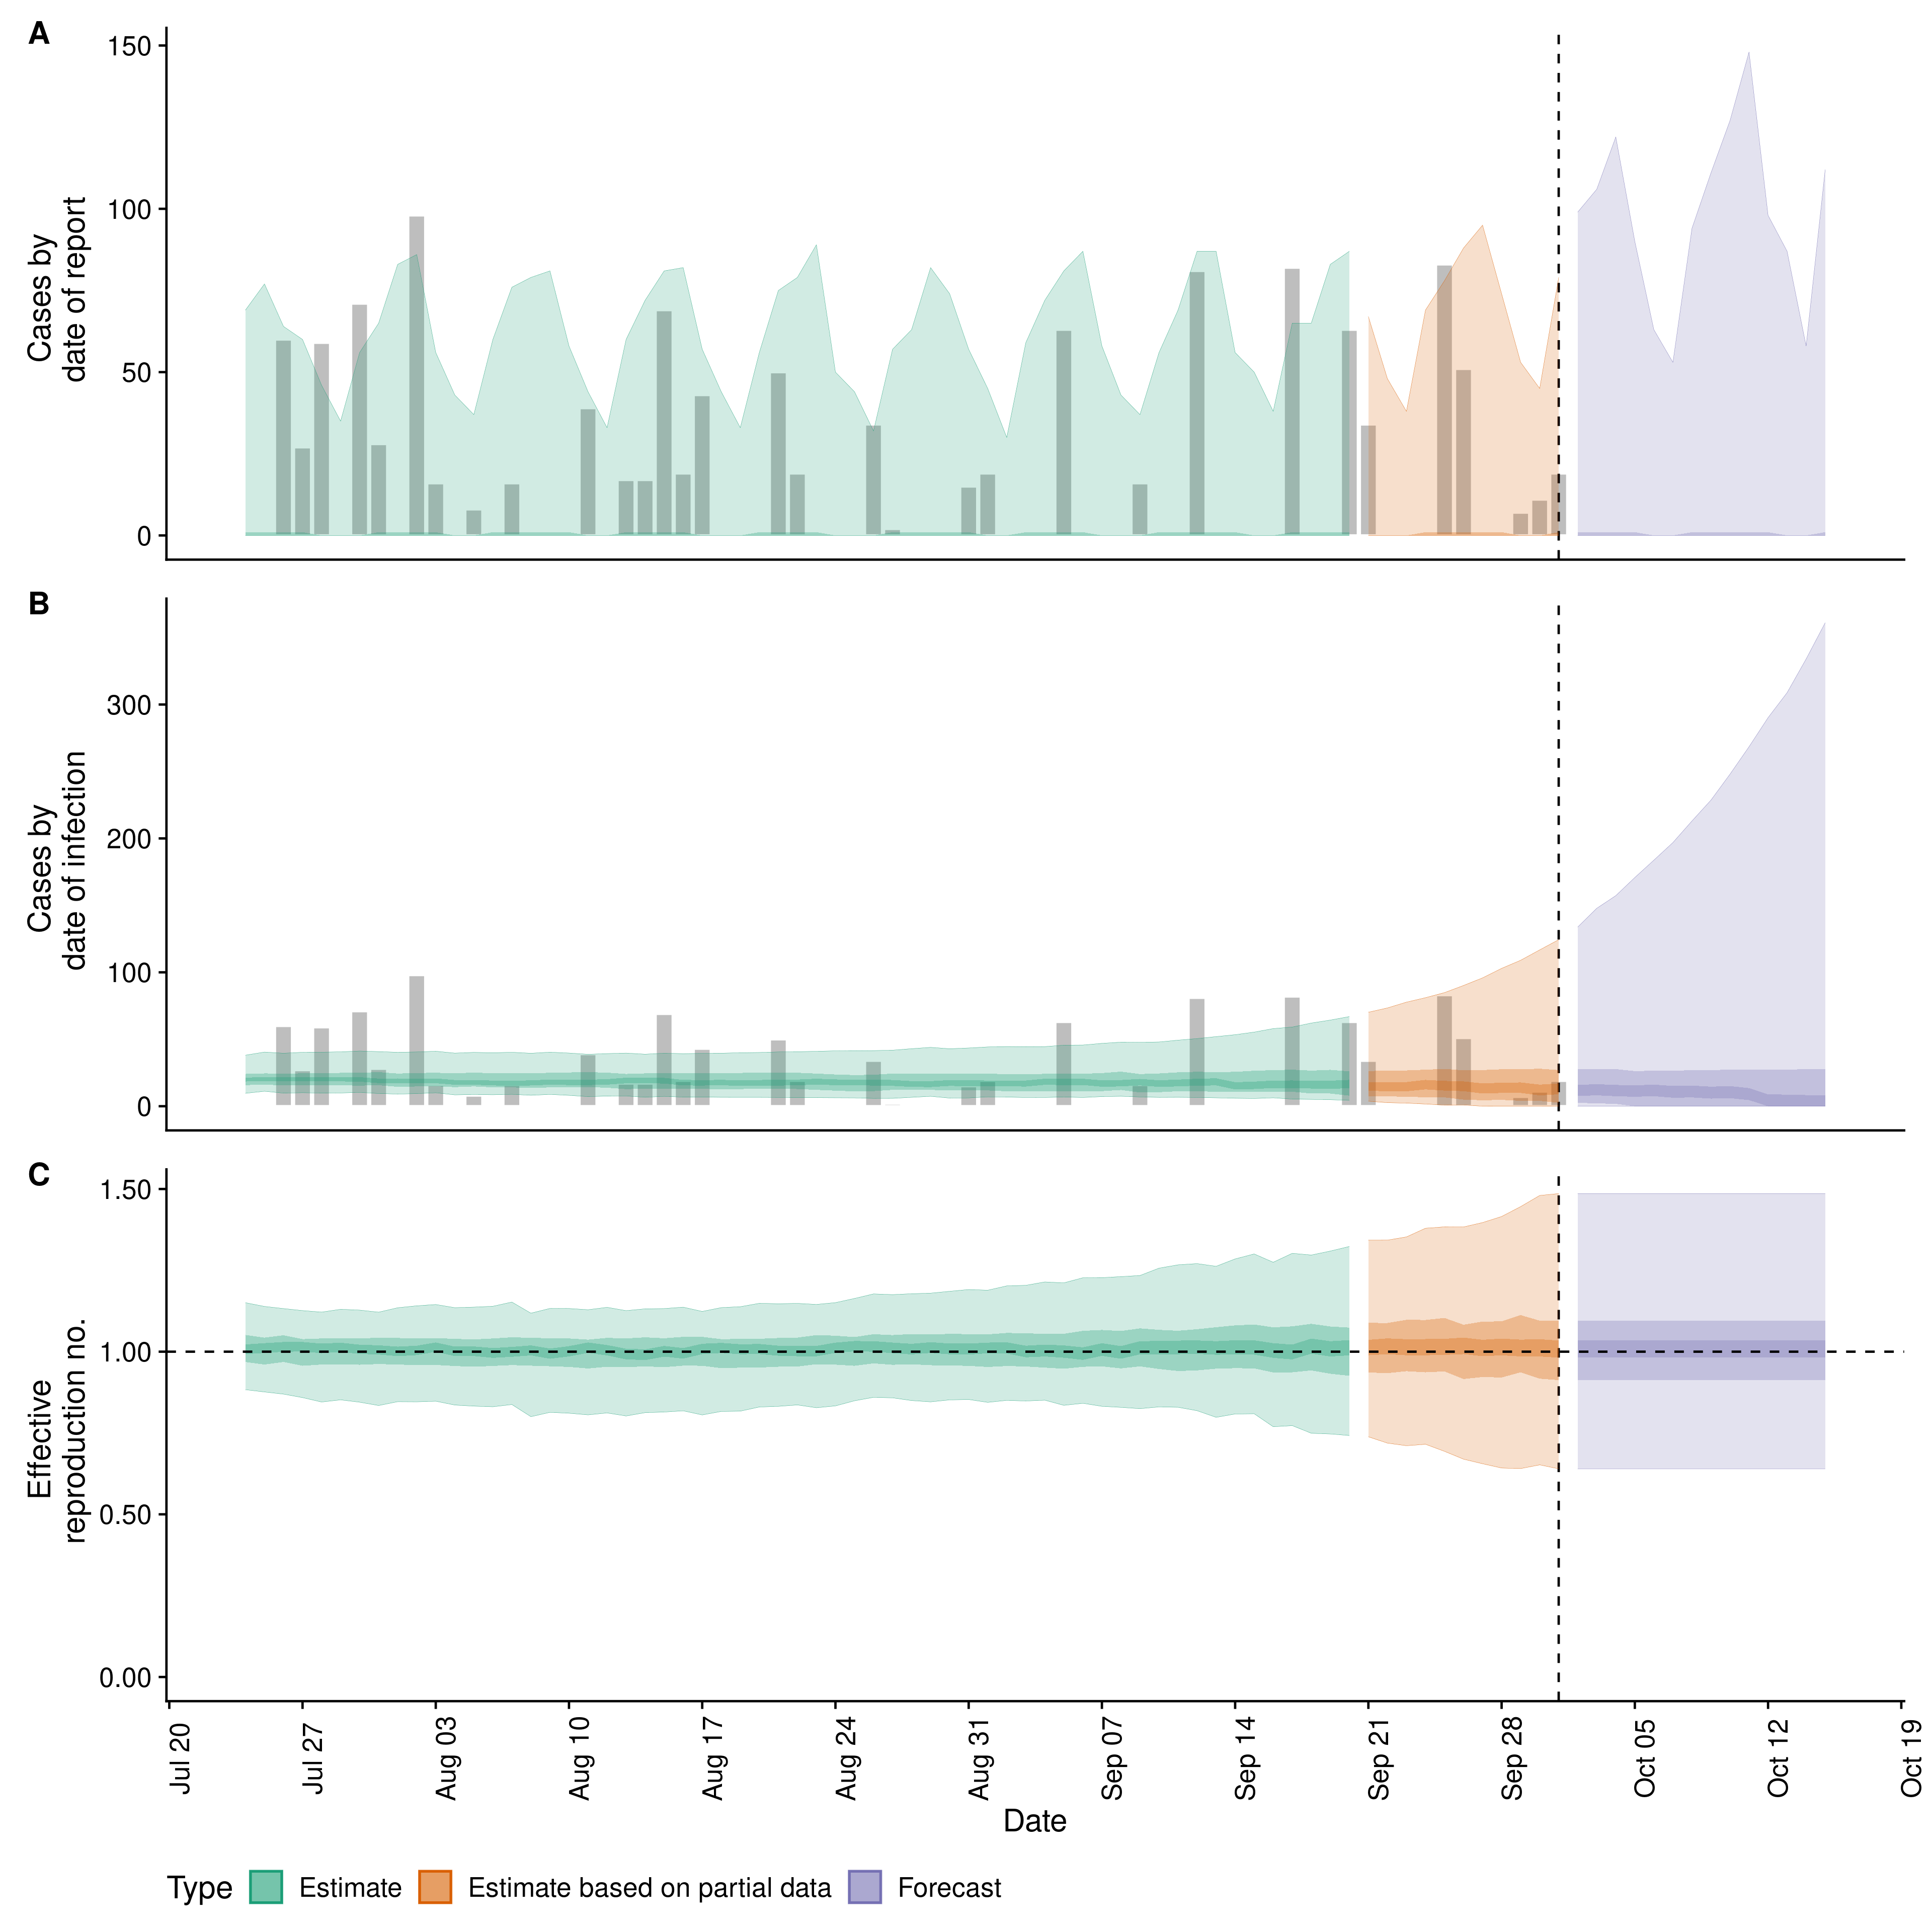 A
Cases by
date of report
150
100
50
0
B
Cases by
date of infection
300
200
100
0
C
Effective
reproduction no.
1.50
1.00
0.50
0.00
Jul 20
Jul 27
Aug 03
Aug 10
Aug 17
Aug 24
Aug 31
Sep 07
Sep 14
Sep 21
Sep 28
Oct 05
Oct 12
Oct 19
Date
Type Estimate Estimate based on partial data Forecast